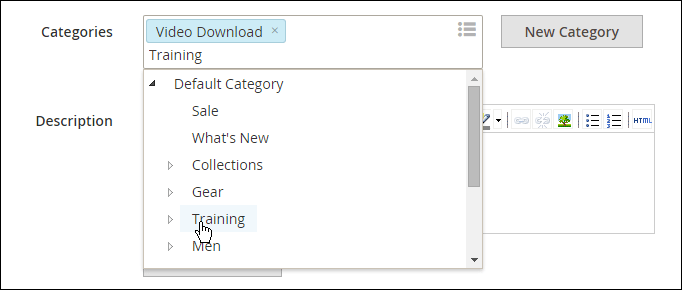 Categories
Video Download ×
New Category
Training
Default Category
Sale
What's New
Description
HTML
Collections
Gear
Training
Men